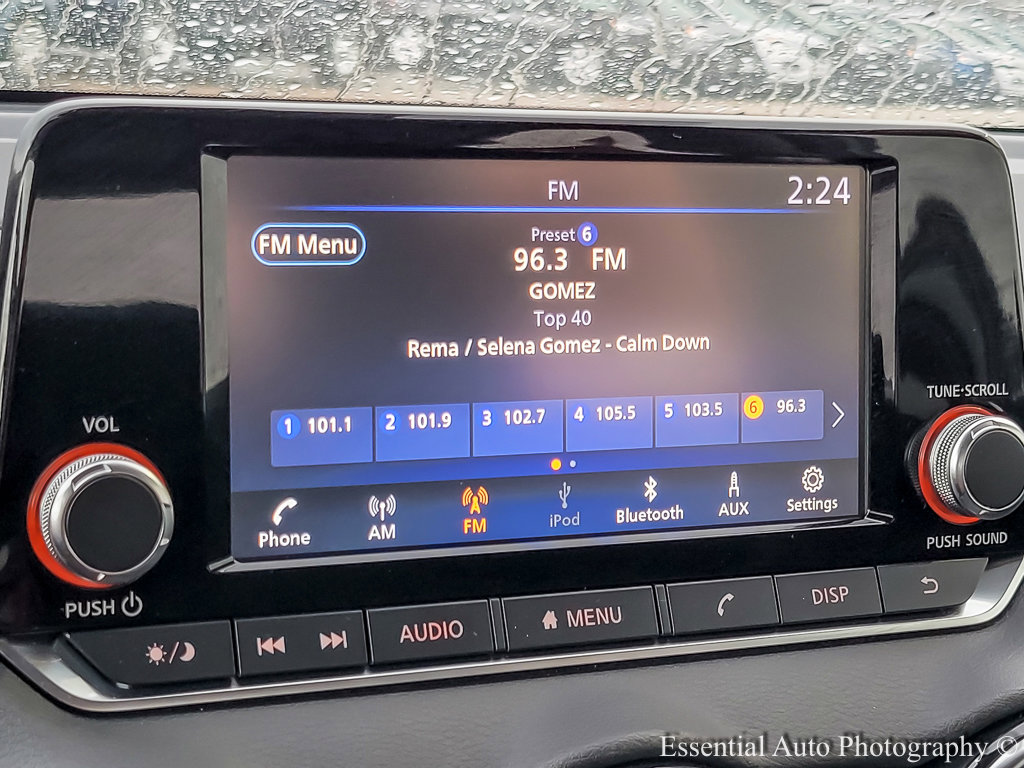 FM
2:24
FM Menu
Preset 6
96.3 FM
GOMEZ
Top 40
Rema / Selena Gomez - Calm Down
1 101.1 2 101.9 3 102.7 4 105.5 5 103.5 6 96.3
Phone AM FM iPod Bluetooth AUX Settings
VOL
PUSH
TUNE·SCROLL
PUSH SOUND
AUDIO MENU DISP
Essential Auto Photography ©